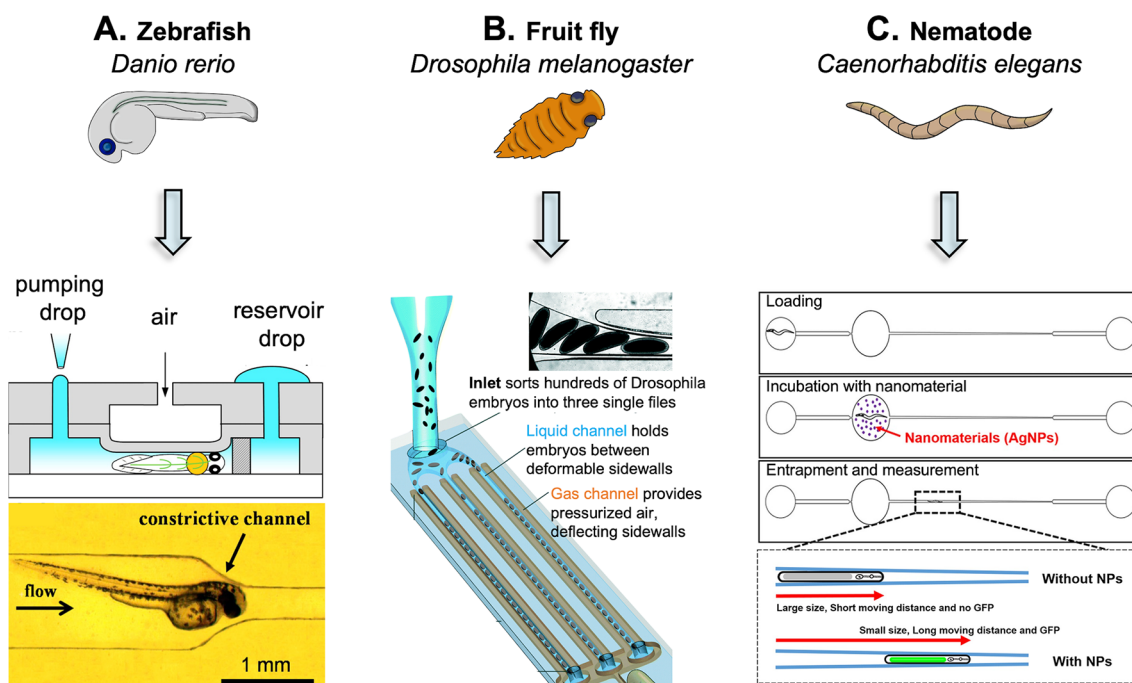 A. Zebrafish
Danio rerio
pumping
drop
air
reservoir
drop
constrictive channel
flow
1 mm
B. Fruit fly
Drosophila melanogaster
Inlet sorts hundreds of Drosophila
embryos into three single files
Liquid channel holds
embryos between
deformable sidewalls
Gas channel provides
pressurized air,
deflecting sidewalls
C. Nematode
Caenorhabditis elegans
Loading
Incubation with nanomaterial
Nanomaterials (AgNPs)
Entrapment and measurement
Without NPs
Large size, Short moving distance and no GFP
Small size, Long moving distance and GFP
With NPs